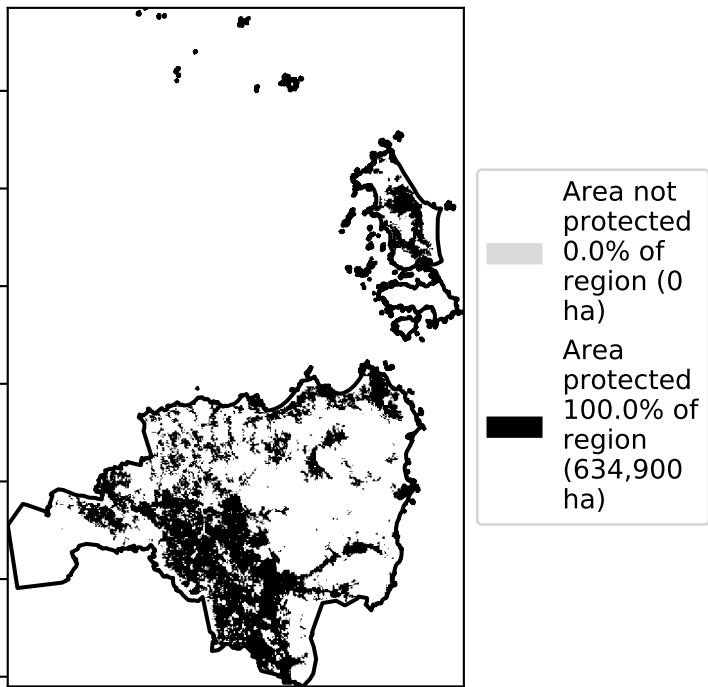 Area not
protected
0.0% of
region (0
ha)
Area
protected
100.0% of
region
(634,900
ha)